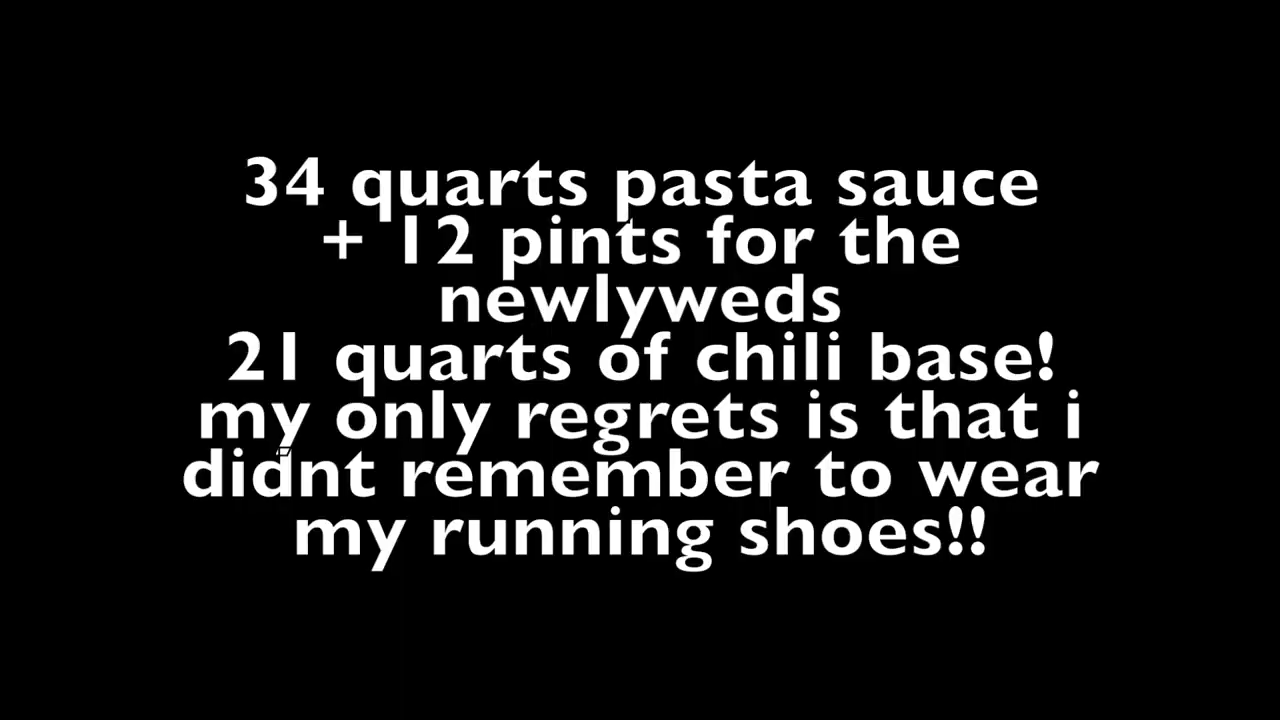 34 quarts pasta sauce
+ 12 pints for the
newlyweds
21 quarts of chili base!
my only regrets is that i
didnt remember to wear
my running shoes!!